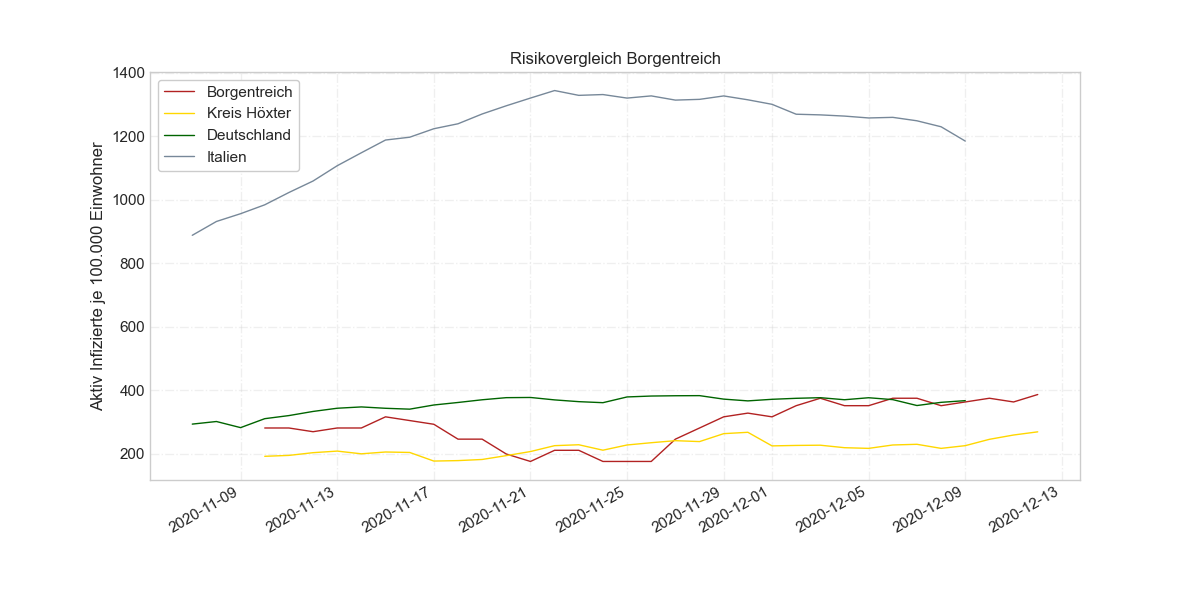 Risikovergleich Borgentreich
Aktiv Infizierte je 100.000 Einwohner
1400
1200
1000
800
600
400
200
Borgentreich
Kreis Höxter
Deutschland
Italien
2020-11-09
2020-11-13
2020-11-17
2020-11-21
2020-11-25
2020-11-29
2020-12-01
2020-12-05
2020-12-09
2020-12-13